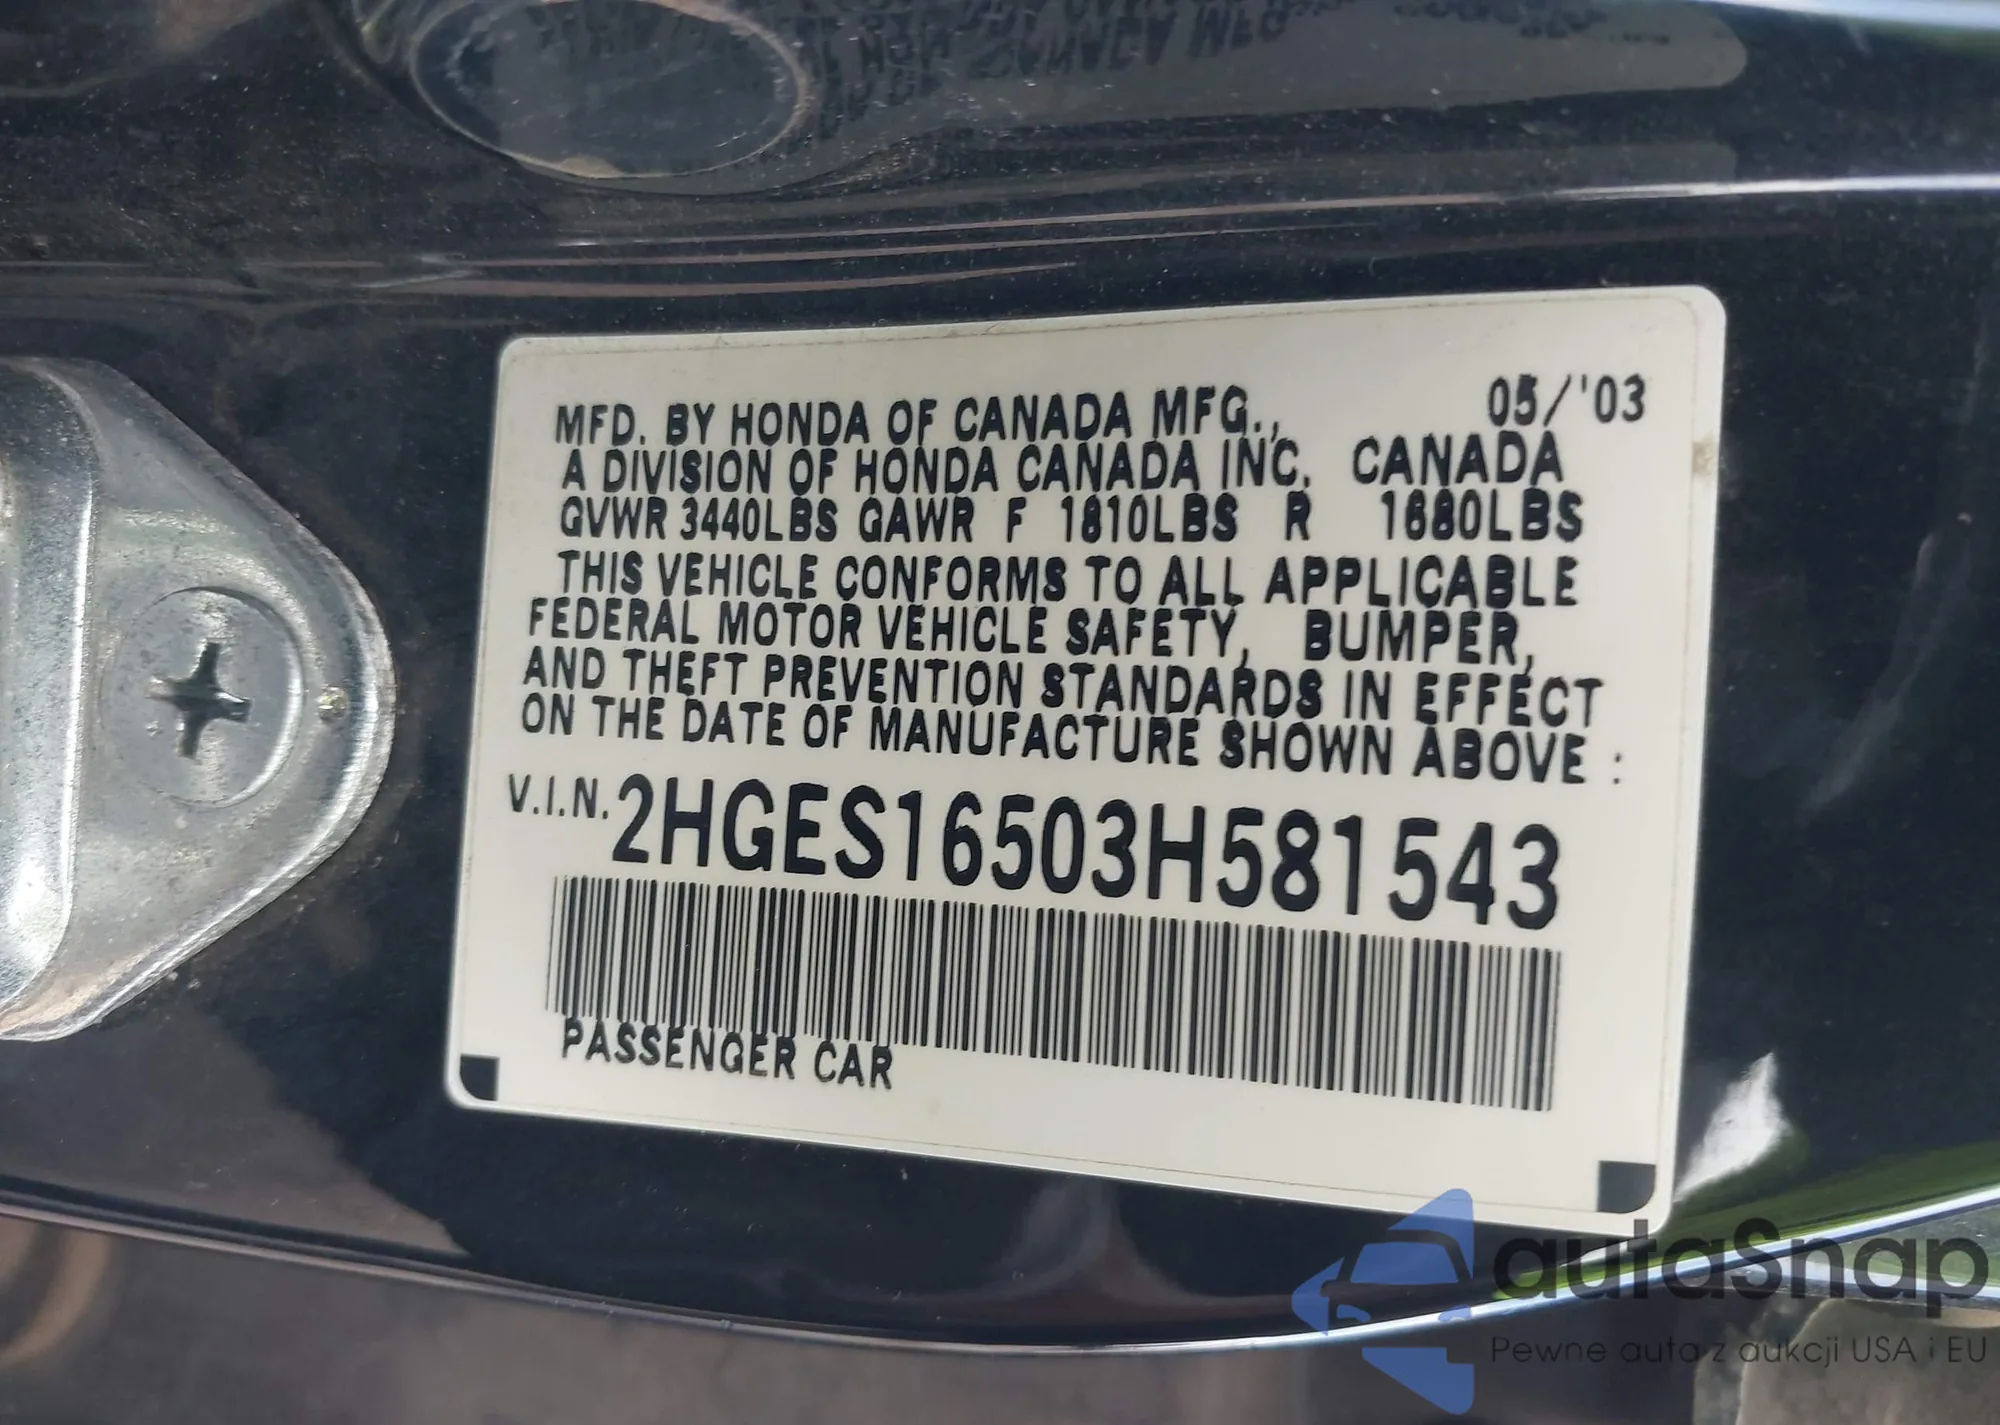 MFD. BY HONDA OF CANADA MFG., 05/'03
A DIVISION OF HONDA CANADA INC. CANADA
GVWR 3440LBS GAWR F 1810LBS R 1680LBS
THIS VEHICLE CONFORMS TO ALL APPLICABLE
FEDERAL MOTOR VEHICLE SAFETY, BUMPER,
AND THEFT PREVENTION STANDARDS IN EFFECT
ON THE DATE OF MANUFACTURE SHOWN ABOVE :
V.I.N. 2HGES16503H581543
PASSENGER CAR
autaSnap
Pewne auta z aukcji USA i EU